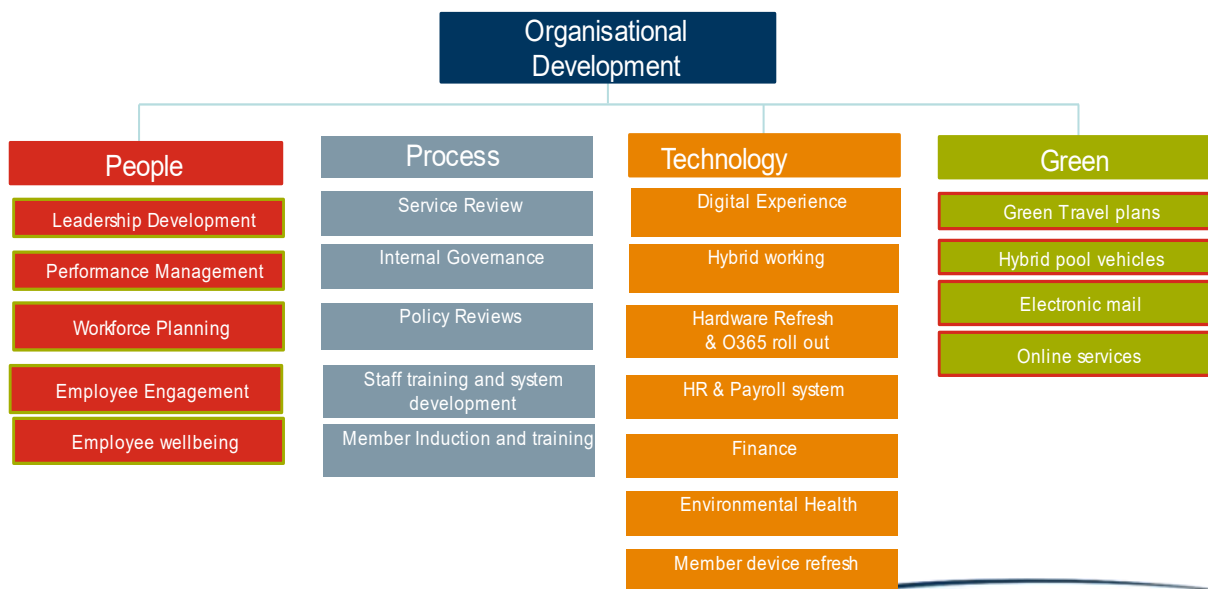 Organisational
Development
People
Leadership Development
Performance Management
Workforce Planning
Employee Engagement
Employee wellbeing
Process
Service Review
Internal Governance
Policy Reviews
Staff training and system
development
Member Induction and training
Technology
Digital Experience
Hybrid working
Hardware Refresh
& O365 roll out
HR & Payroll system
Finance
Environmental Health
Member device refresh
Green
Green Travel plans
Hybrid pool vehicles
Electronic mail
Online services